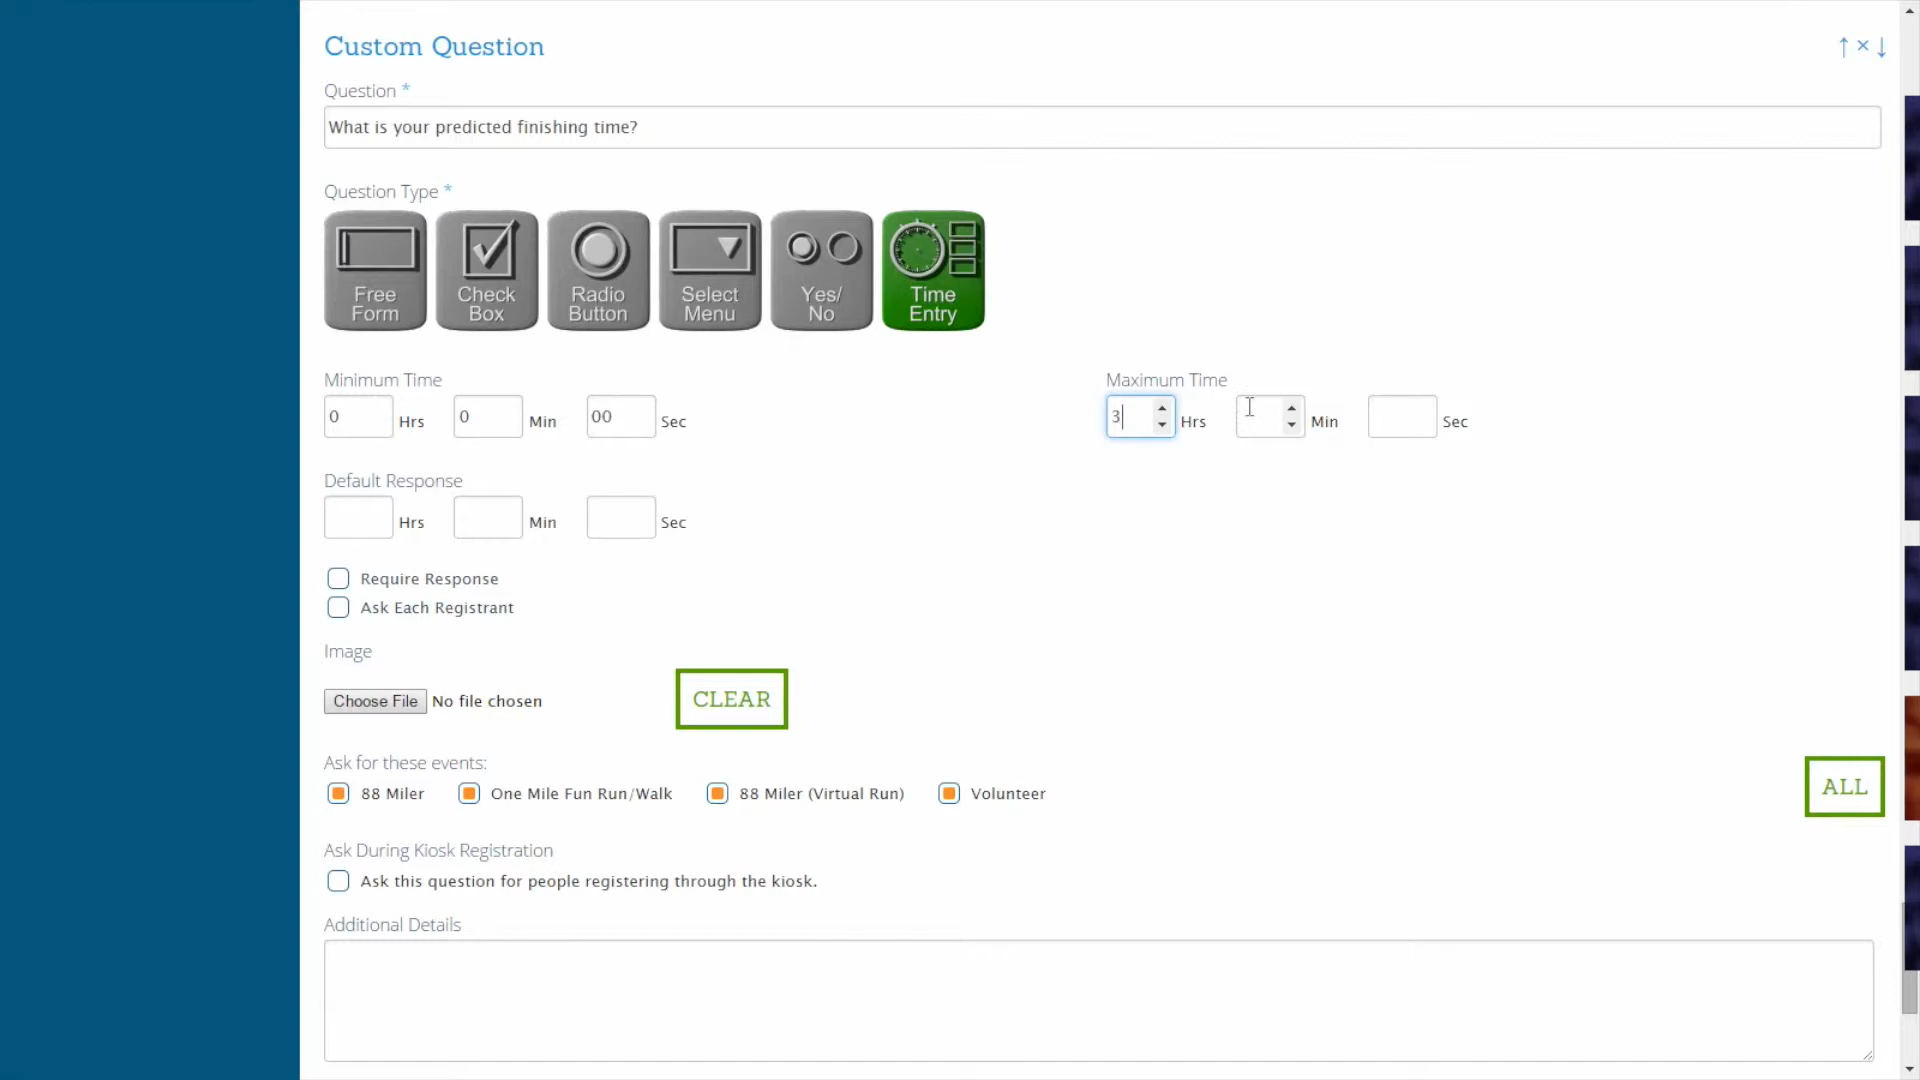 Custom Question
↑ × ↓
Question *
What is your predicted finishing time?
Question Type *
Free Form
Check Box
Radio Button
Select Menu
Yes/ No
Time Entry
Minimum Time
Maximum Time
0 Hrs 0 Min 00 Sec
3 Hrs Min Sec
Default Response
Hrs Min Sec
Require Response
Ask Each Registrant
Image
Choose File No file chosen
CLEAR
Ask for these events:
88 Miler One Mile Fun Run/Walk 88 Miler (Virtual Run) Volunteer
ALL
Ask During Kiosk Registration
Ask this question for people registering through the kiosk.
Additional Details